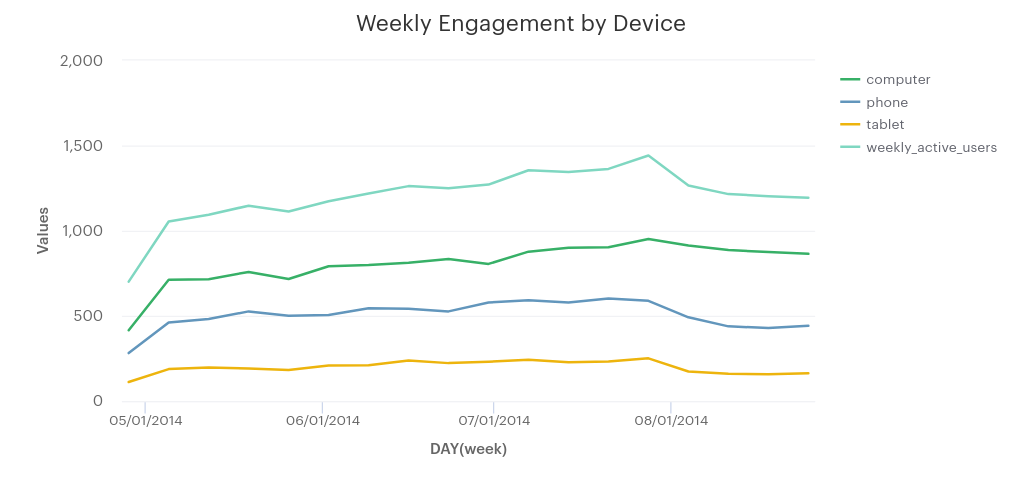 Weekly Engagement by Device
2,000
1,500
1,000
500
0
Values
05/01/2014
06/01/2014
07/01/2014
08/01/2014
DAY(week)
computer
phone
tablet
weekly_active_users